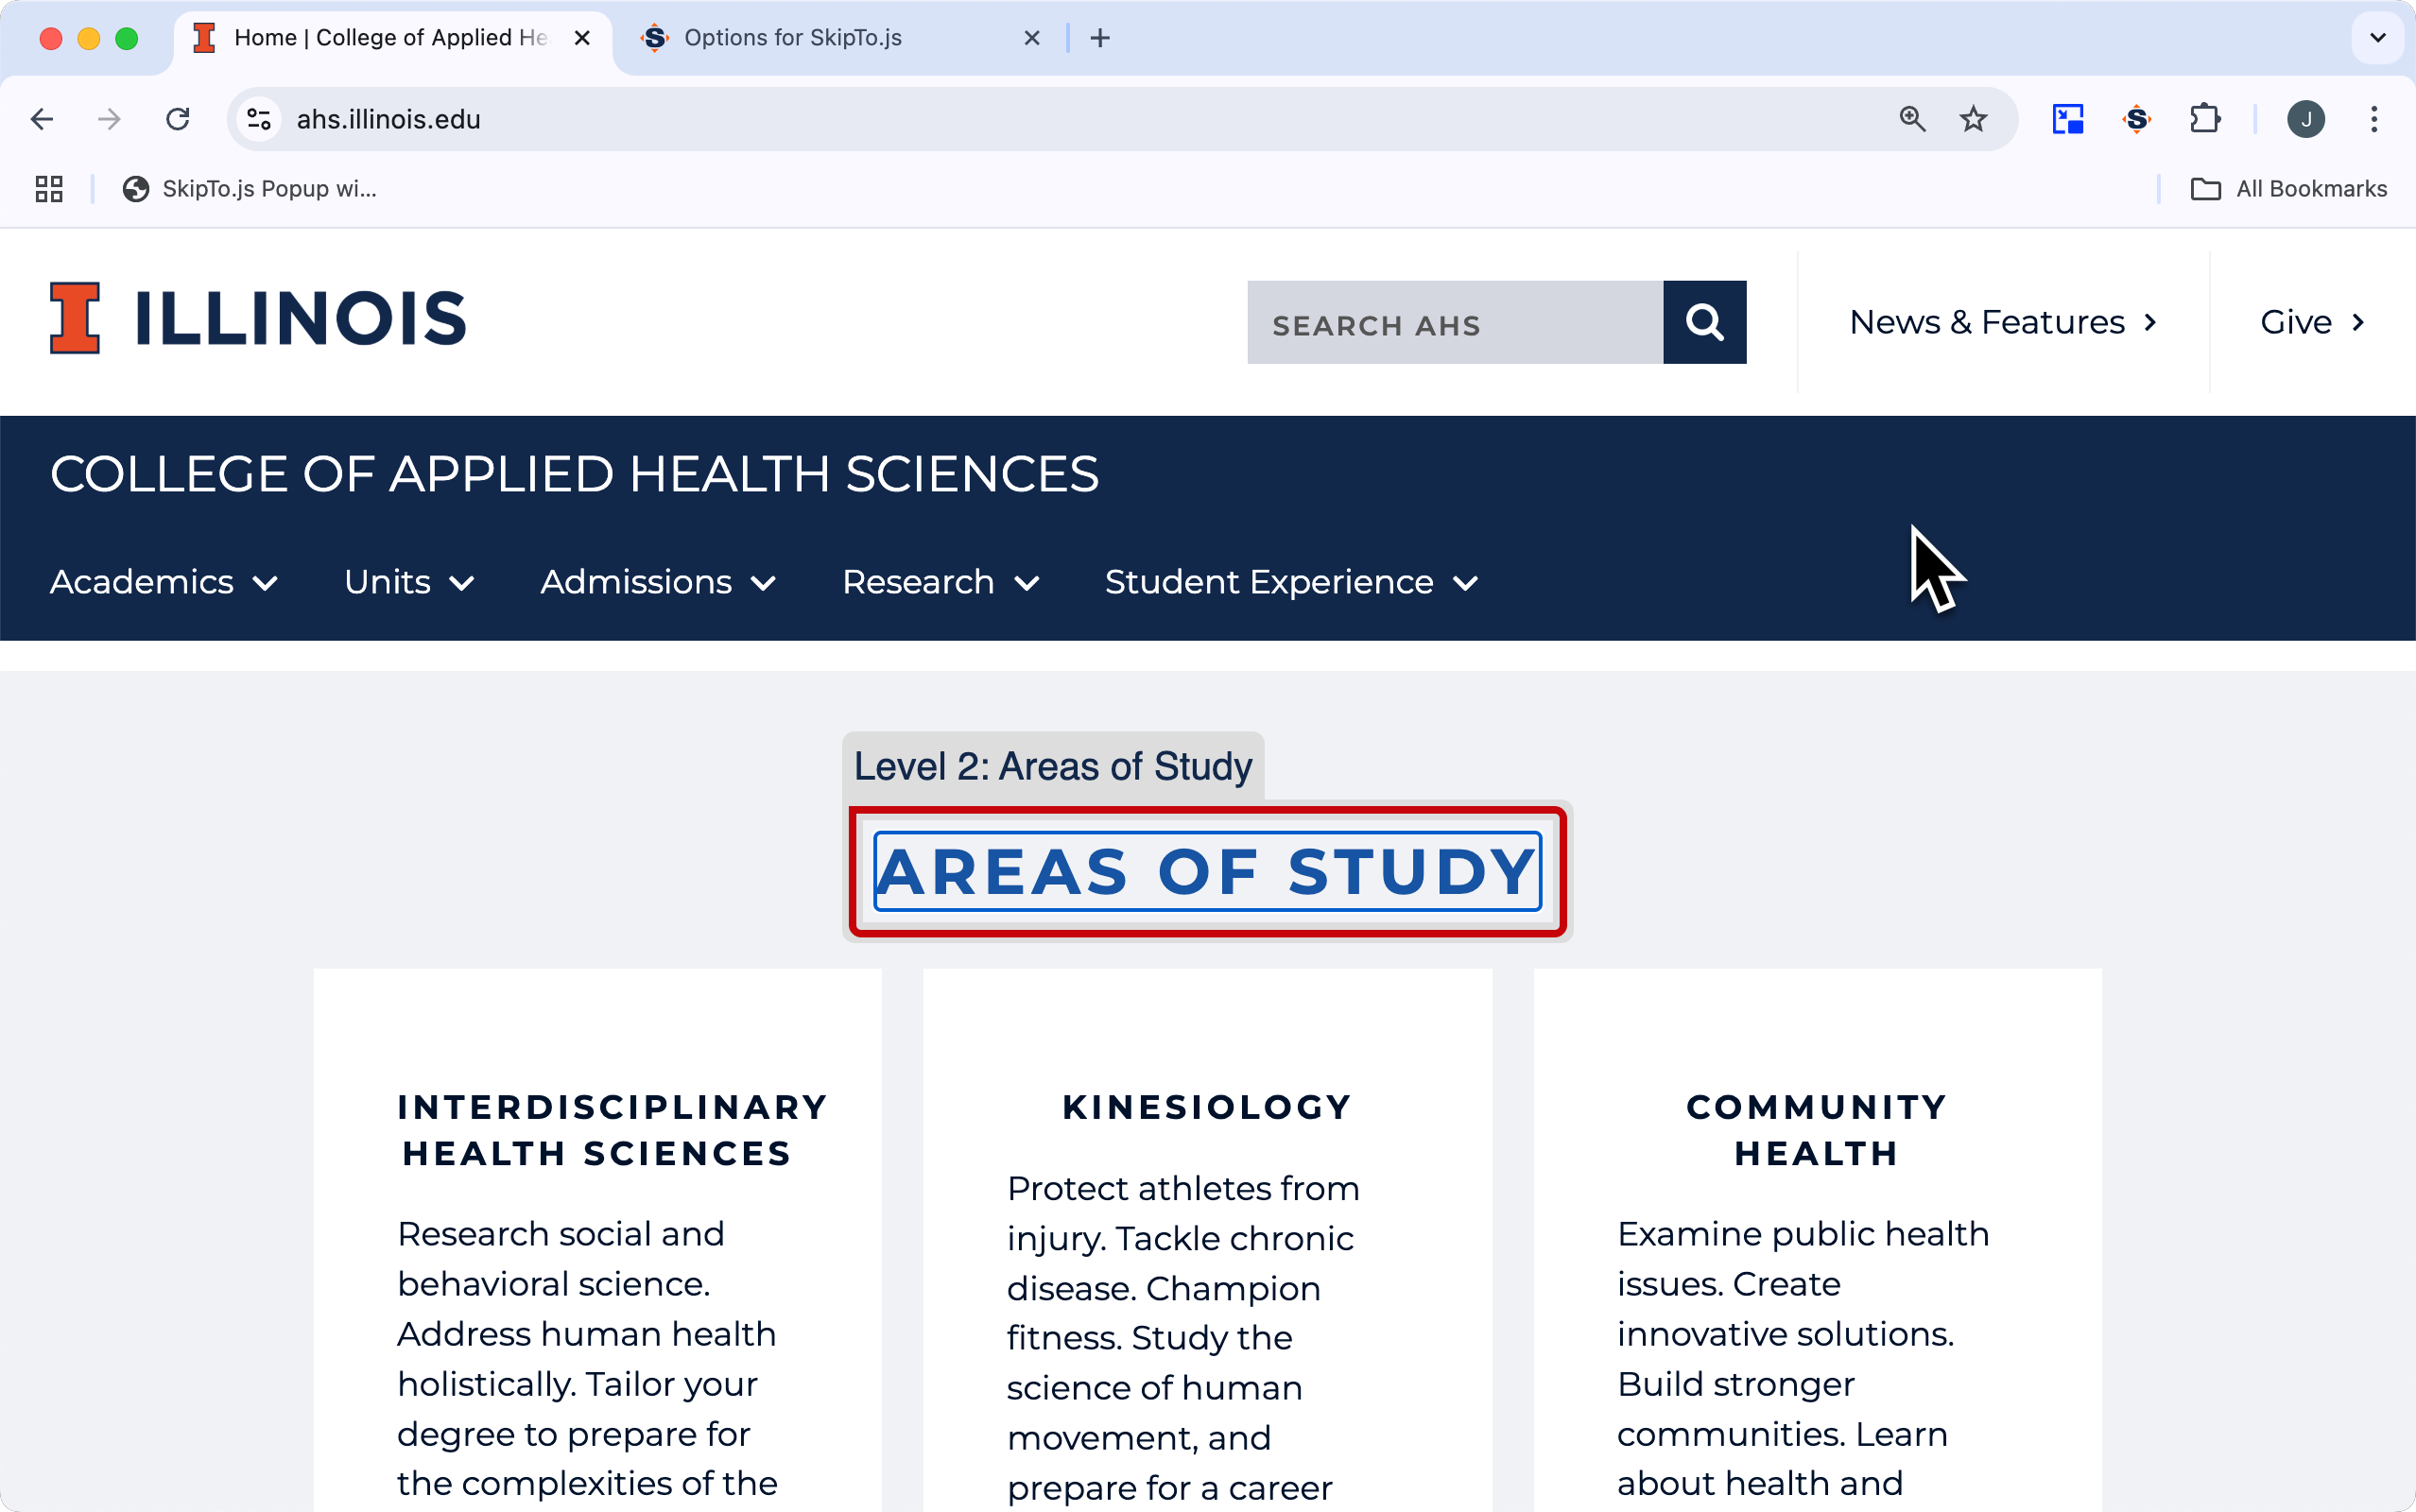 Home | College of Applied He
Options for SkipTo.js
ahs.illinois.edu
J
SkipTo.js Popup wi...
All Bookmarks
ILLINOIS
SEARCH AHS
News & Features
Give
COLLEGE OF APPLIED HEALTH SCIENCES
Academics
Units
Admissions
Research
Student Experience
Level 2: Areas of Study
AREAS OF STUDY
INTERDISCIPLINARY
HEALTH SCIENCES
Research social and
behavioral science.
Address human health
holistically. Tailor your
degree to prepare for
the complexities of the
KINESIOLOGY
Protect athletes from
injury. Tackle chronic
disease. Champion
fitness. Study the
science of human
movement, and
prepare for a career
COMMUNITY
HEALTH
Examine public health
issues. Create
innovative solutions.
Build stronger
communities. Learn
about health and